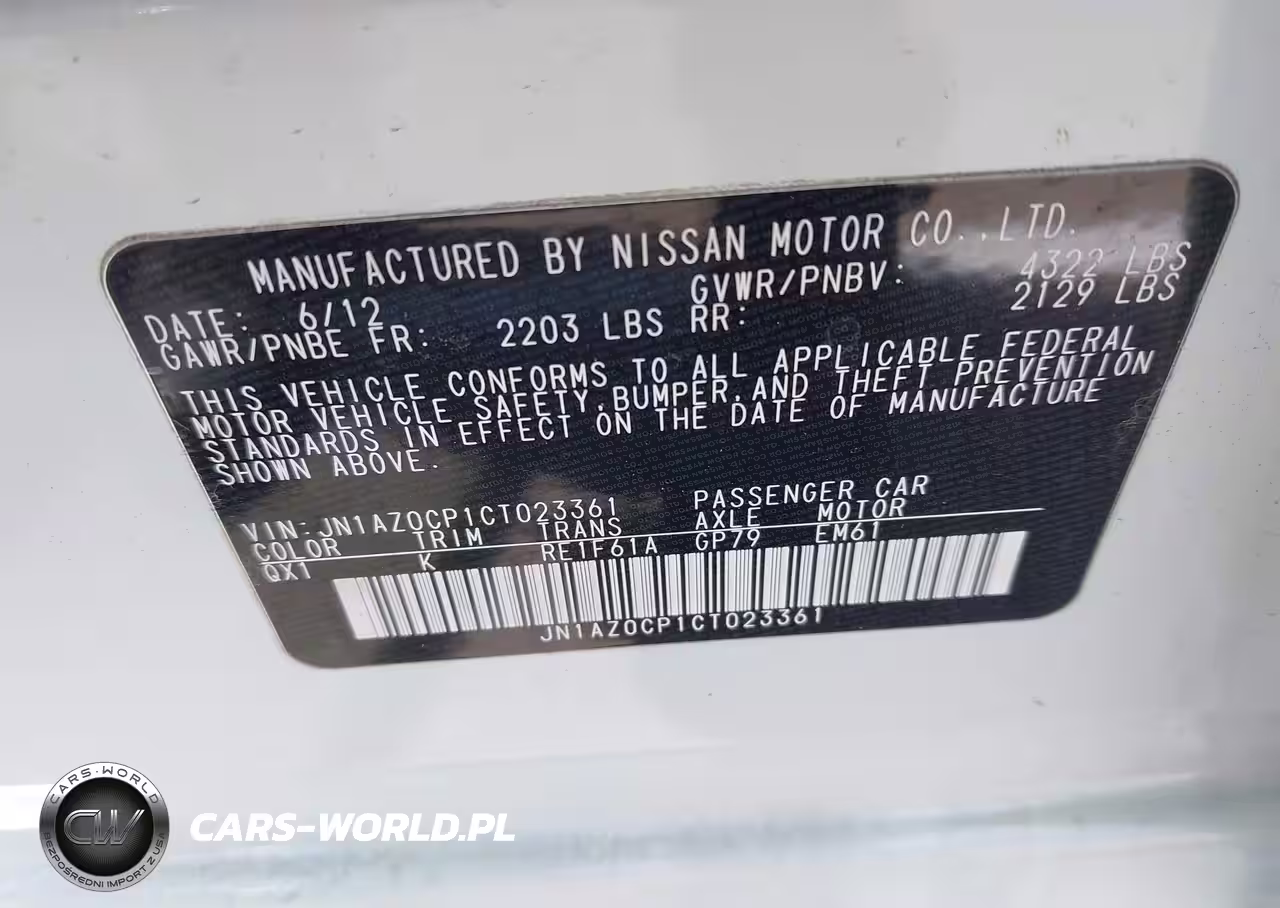 MANUFACTURED BY NISSAN MOTOR CO.,LTD.
DATE: 6/12 GVWR/PNBV: 4322 LBS
GAWR/PNBE FR: 2203 LBS RR: 2129 LBS
THIS VEHICLE CONFORMS TO ALL APPLICABLE FEDERAL
MOTOR VEHICLE SAFETY,BUMPER,AND THEFT PREVENTION
STANDARDS IN EFFECT ON THE DATE OF MANUFACTURE
SHOWN ABOVE.
VIN:JN1AZ0CP1CT023361 PASSENGER CAR
COLOR TRIM TRANS AXLE MOTOR
QX1 K RE1F61A GP79 EM61
JN1AZ0CP1CT023361
CARS-WORLD
CW
BEZPOŚREDNI IMPORT Z USA
CARS-WORLD.PL